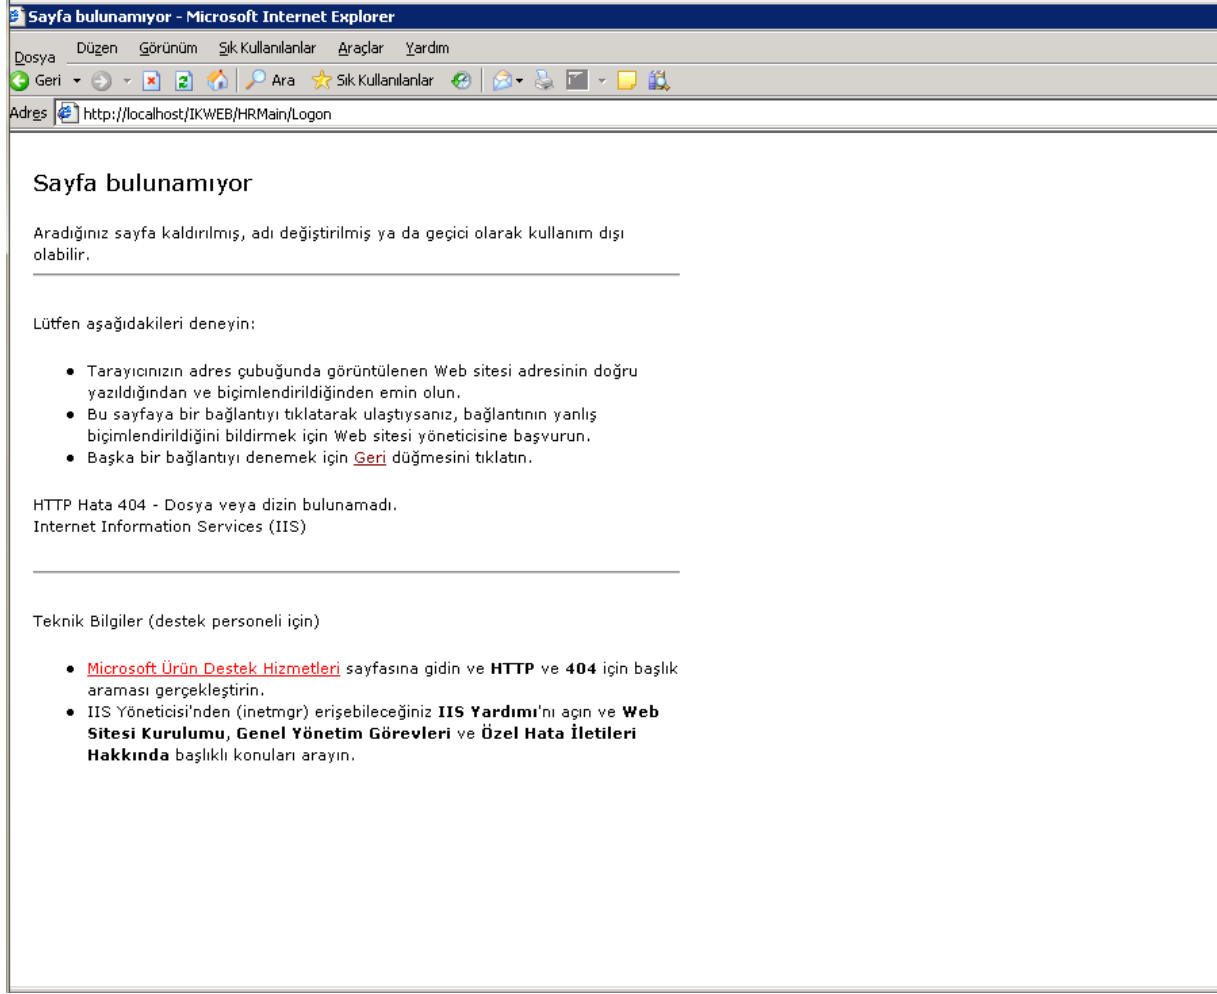 Sayfa bulunamıyor - Microsoft Internet Explorer
Dosya Düzen Görünüm Sık Kullanılanlar Araçlar Yardım
Geri Ara Sık Kullanılanlar
Adres http://localhost/IKWEB/HRMain/Logon
Sayfa bulunamıyor
Aradığınız sayfa kaldırılmış, adı değiştirilmiş ya da geçici olarak kullanım dışı
olabilir.
Lütfen aşağıdakileri deneyin:
• Tarayıcınızın adres çubuğunda görüntülenen Web sitesi adresinin doğru
yazıldığından ve biçimlendirildiğinden emin olun.
• Bu sayfaya bir bağlantıyı tıklatarak ulaştıysanız, bağlantının yanlış
biçimlendirildiğini bildirmek için Web sitesi yöneticisine başvurun.
• Başka bir bağlantıyı denemek için Geri düğmesini tıklatın.
HTTP Hata 404 - Dosya veya dizin bulunamadı.
Internet Information Services (IIS)
Teknik Bilgiler (destek personeli için)
• Microsoft Ürün Destek Hizmetleri sayfasına gidin ve HTTP ve 404 için başlık
araması gerçekleştirin.
• IIS Yöneticisi'nden (inetmgr) erişebileceğiniz IIS Yardımı'nı açın ve Web
Sitesi Kurulumu, Genel Yönetim Görevleri ve Özel Hata İletileri
Hakkında başlıklı konuları arayın.